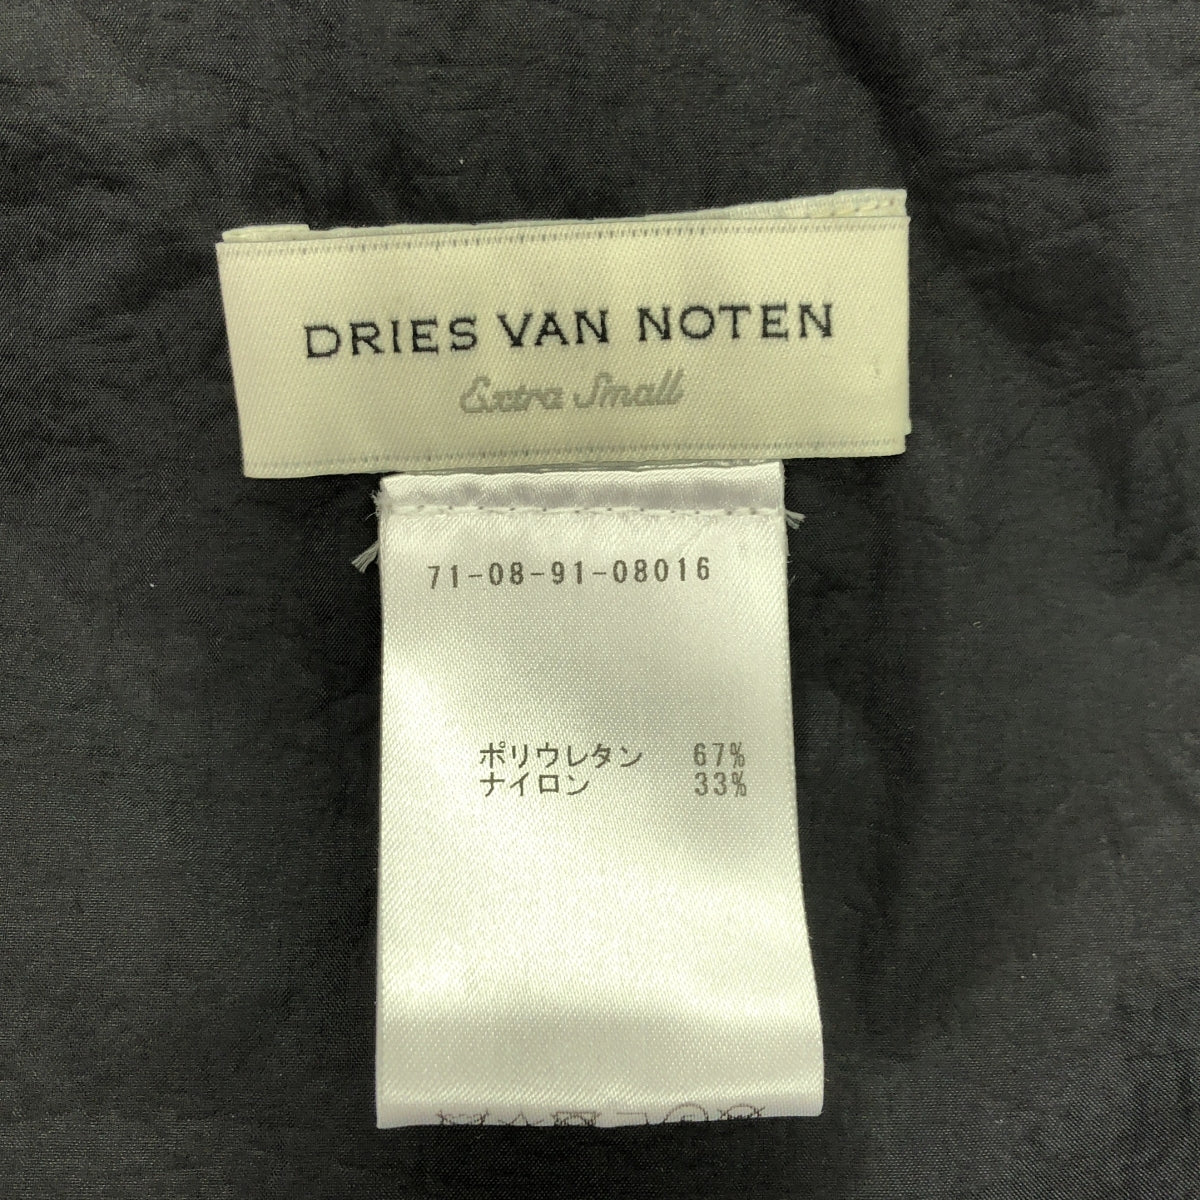 DRIES VAN NOTEN
Extra Small
71-08-91-08016
ポリウレタン 67%
ナイロン 33%